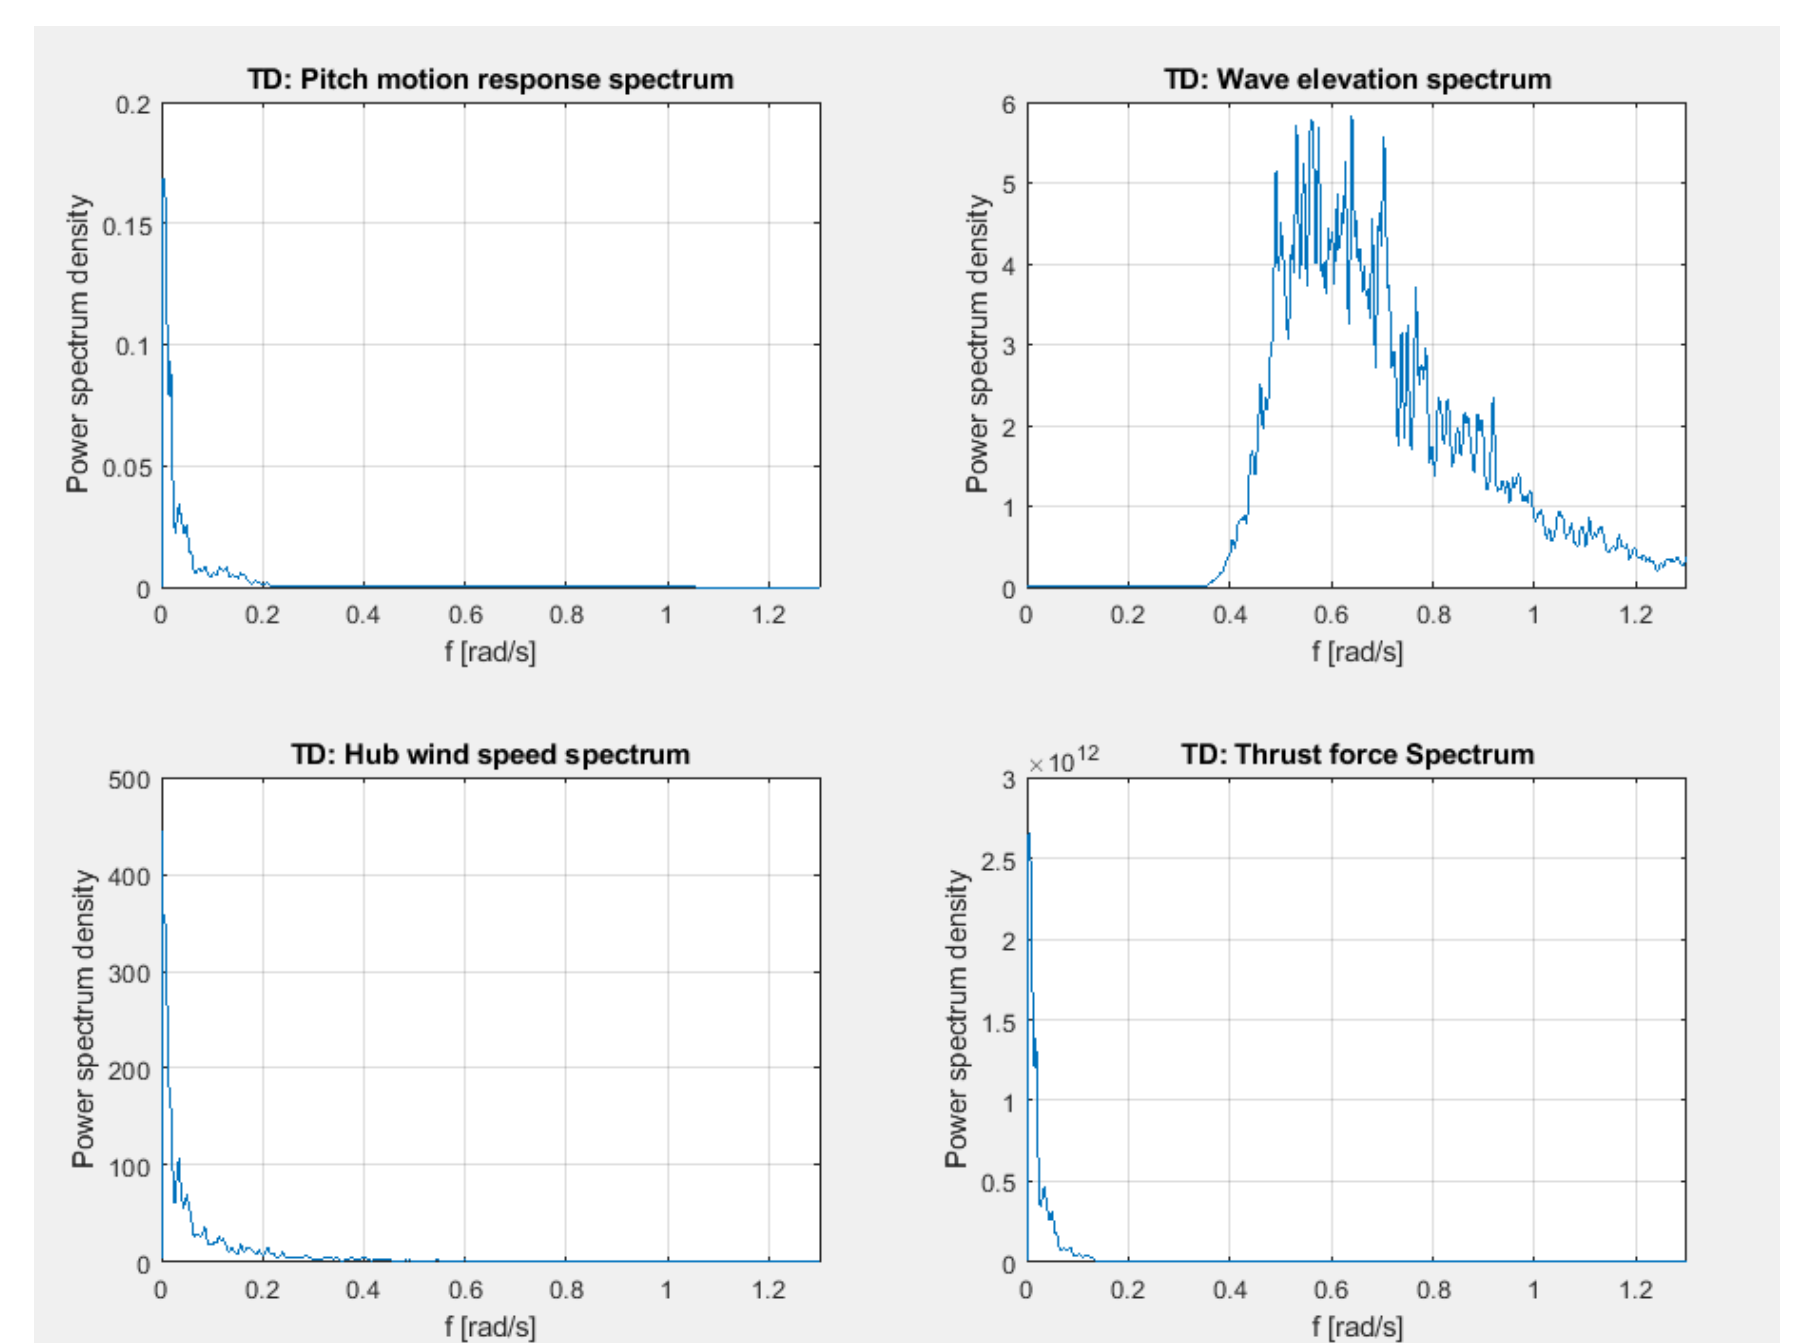 TD: Pitch motion response spectrum
Power spectrum density
0.2
0.15
0.1
0.05
0
0 0.2 0.4 0.6 0.8 1 1.2
f [rad/s]
TD: Wave elevation spectrum
Power spectrum density
6
5
4
3
2
1
0
0 0.2 0.4 0.6 0.8 1 1.2
f [rad/s]
TD: Hub wind speed spectrum
Power spectrum density
500
400
300
200
100
0
0 0.2 0.4 0.6 0.8 1 1.2
f [rad/s]
×10^12
TD: Thrust force Spectrum
Power spectrum density
3
2.5
2
1.5
1
0.5
0
0 0.2 0.4 0.6 0.8 1 1.2
f [rad/s]